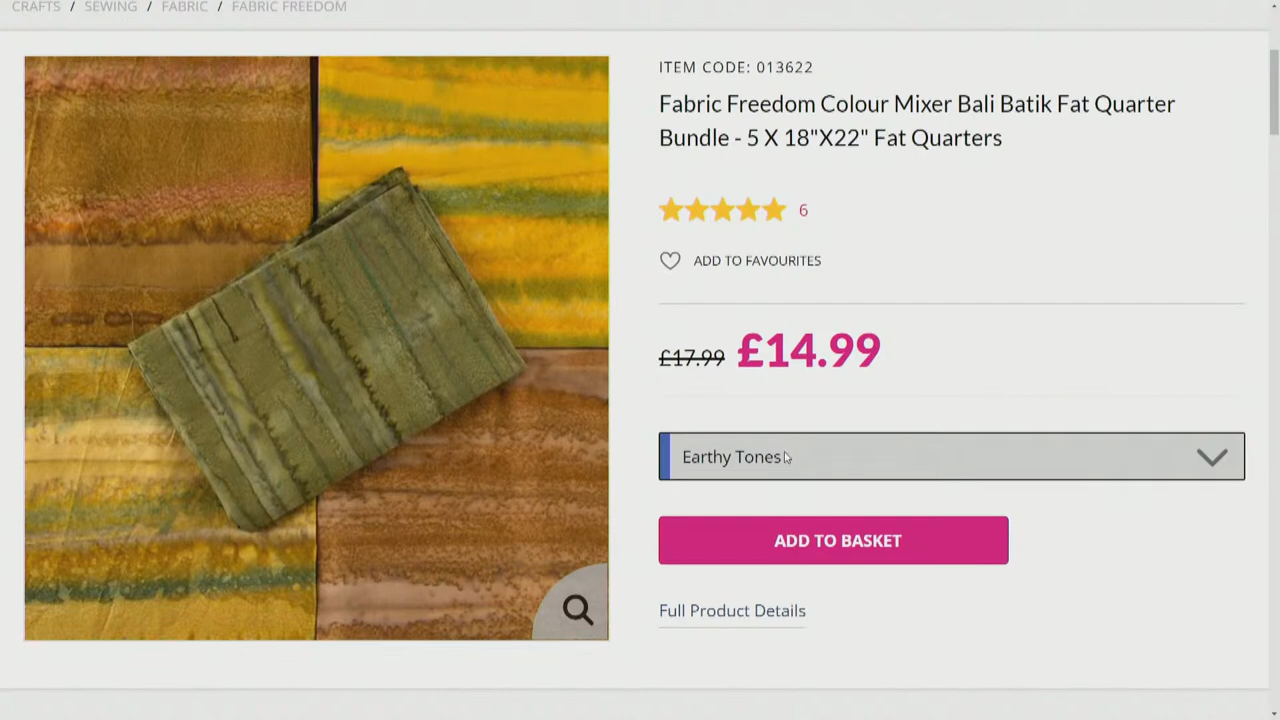 CRAFTS / SEWING / FABRIC / FABRIC FREEDOM
ITEM CODE: 013622
Fabric Freedom Colour Mixer Bali Batik Fat Quarter
Bundle - 5 X 18"X22" Fat Quarters
6
ADD TO FAVOURITES
£17.99 £14.99
Earthy Tones
ADD TO BASKET
Full Product Details